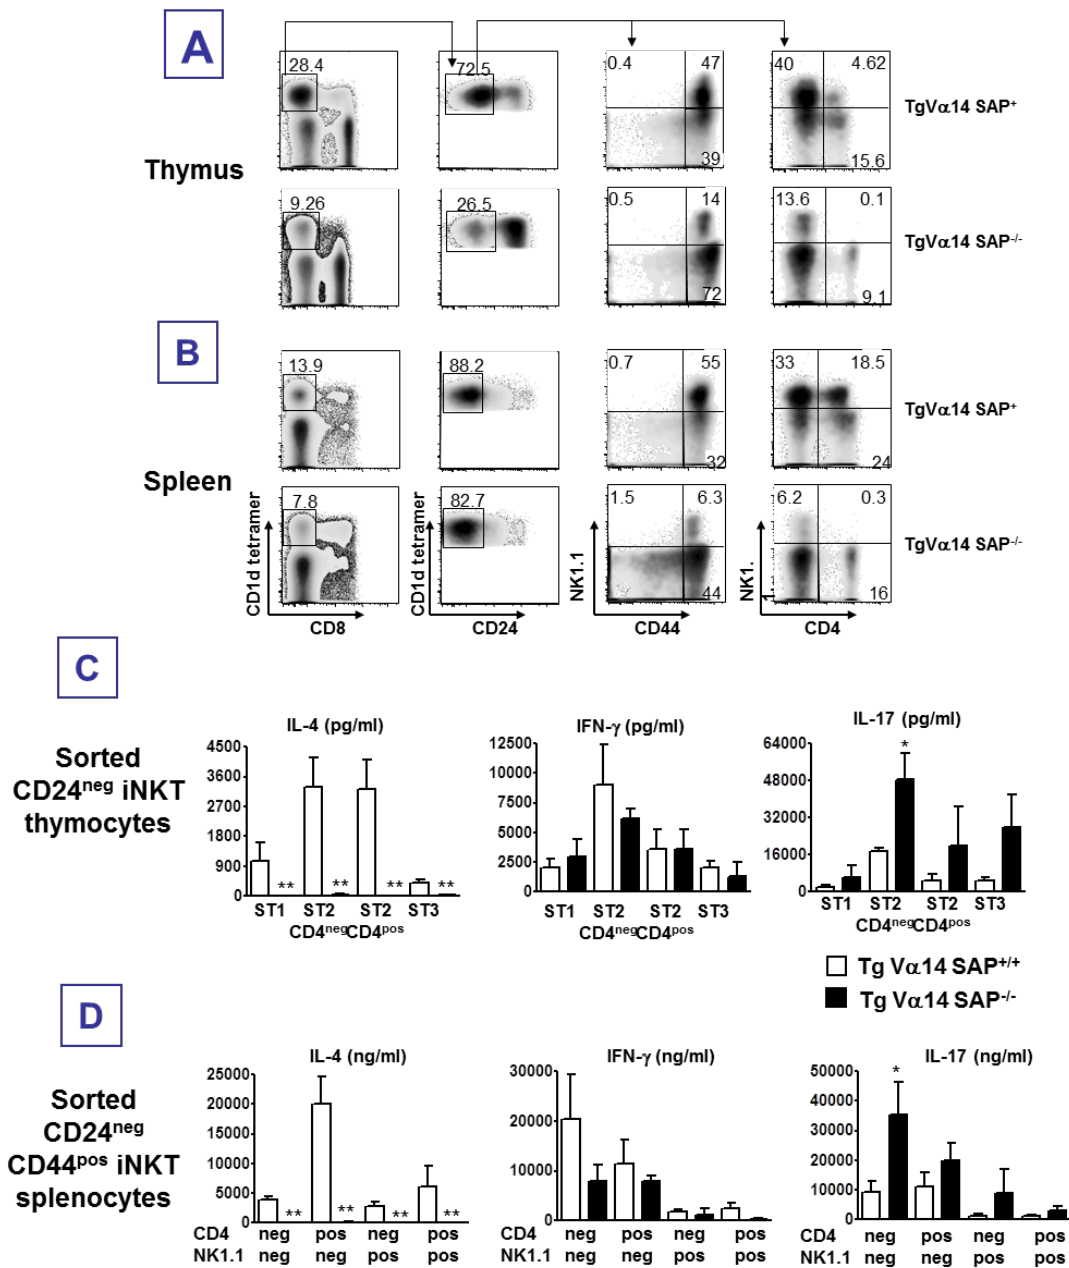 A
28.4
72.5
0.4
47
39
40
4.62
15.6
TgVα14 SAP⁺
Thymus
9.26
26.5
0.5
14
72
13.6
0.1
9.1
TgVα14 SAP⁻/⁻
B
13.9
88.2
0.7
55
32
33
18.5
24
TgVα14 SAP⁺
Spleen
7.8
82.7
1.5
6.3
44
6.2
0.3
16
TgVα14 SAP⁻/⁻
CD1d tetramer
CD8
CD1d tetramer
CD24
NK1.1
CD44
NK1.1
CD4
C
Sorted
CD24ⁿᵉᵍ iNKT
thymocytes
IL-4 (pg/ml)
4500
3600
2700
1800
900
0
** ** ** **
ST1 ST2 ST2 ST3
CD4ⁿᵉᵍ CD4ᵖᵒˢ
IFN-γ (pg/ml)
12500
10000
7500
5000
2500
0
ST1 ST2 ST2 ST3
CD4ⁿᵉᵍ CD4ᵖᵒˢ
IL-17 (pg/ml)
64000
48000
32000
16000
0
*
ST1 ST2 ST2 ST3
CD4ⁿᵉᵍ CD4ᵖᵒˢ
Tg Vα14 SAP⁺/⁺
Tg Vα14 SAP⁻/⁻
D
Sorted
CD24ⁿᵉᵍ
CD44ᵖᵒˢ iNKT
splenocytes
IL-4 (ng/ml)
25000
20000
15000
10000
5000
0
** ** ** **
CD4 neg pos neg pos
NK1.1 neg neg pos pos
IFN-γ (ng/ml)
30000
20000
10000
0
CD4 neg pos neg pos
NK1.1 neg neg pos pos
IL-17 (ng/ml)
50000
40000
30000
20000
10000
0
*
CD4 neg pos neg pos
NK1.1 neg neg pos pos